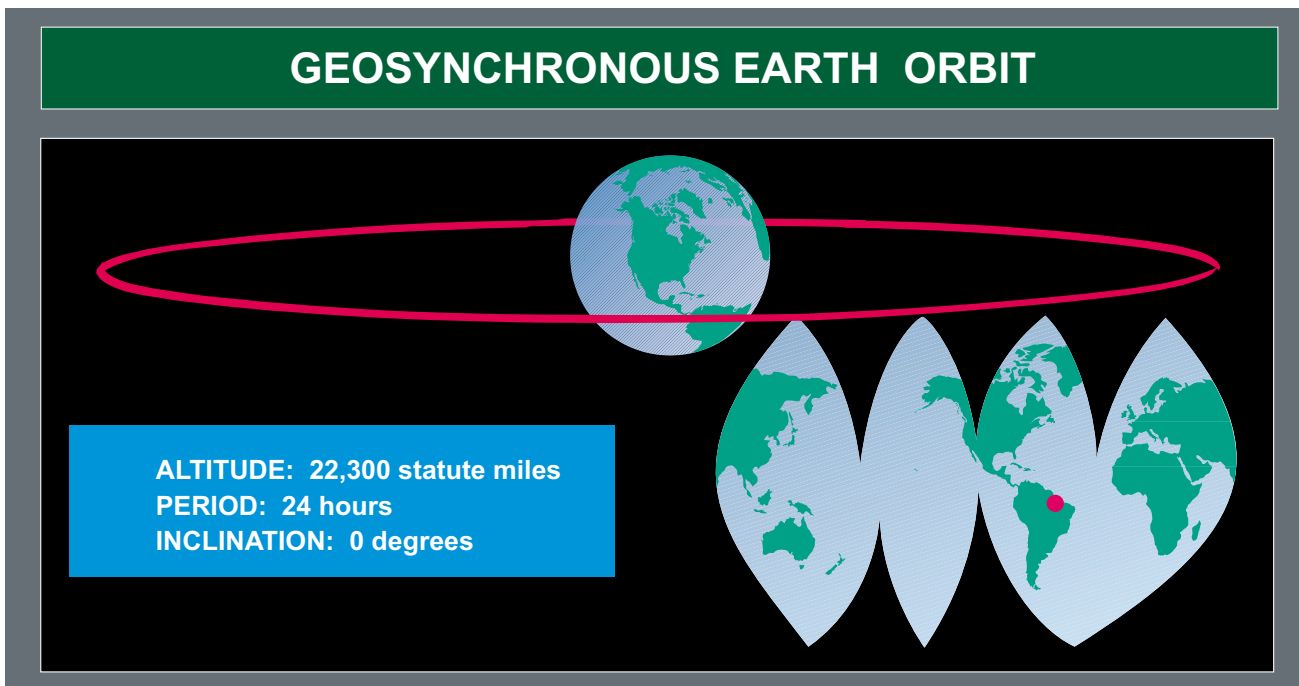 GEOSYNCHRONOUS EARTH ORBIT
ALTITUDE: 22,300 statute miles
PERIOD: 24 hours
INCLINATION: 0 degrees